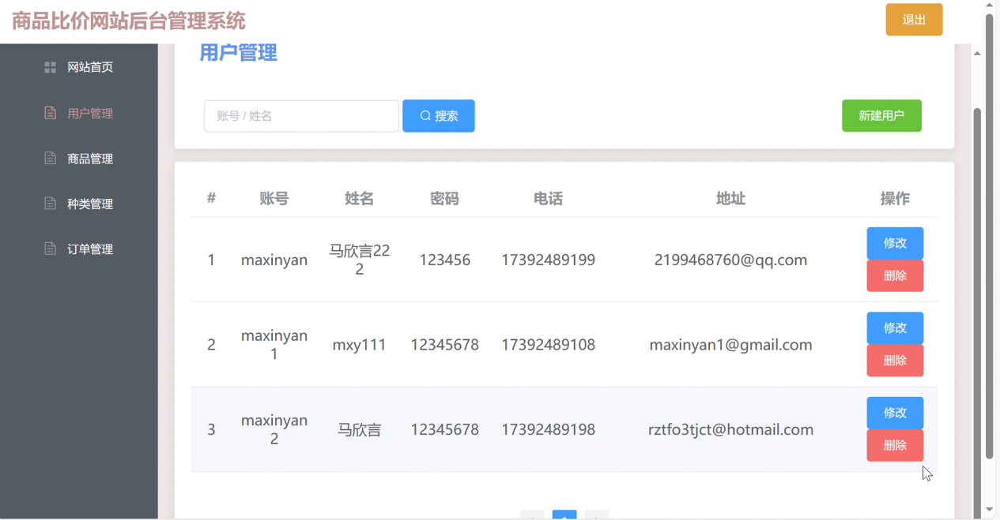 商品比价网站后台管理系统
退出
网站首页
用户管理
商品管理
种类管理
订单管理
用户管理
账号 / 姓名
搜索
新建用户
# 账号 姓名 密码 电话 地址 操作
1 maxinyan 马欣言22
2 123456 17392489199 2199468760@qq.com 修改
删除
2 maxinyan
1 mxy111 12345678 17392489108 maxinyan1@gmail.com 修改
删除
3 maxinyan
2 马欣言 12345678 17392489198 rztfo3tjct@hotmail.com 修改
删除